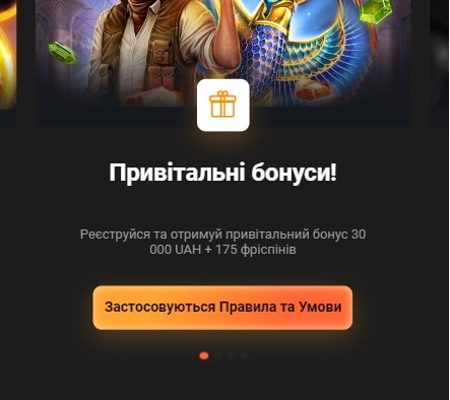 Привітальні бонуси!
Реєструйся та отримуй привітальний бонус 30
000 UAH + 175 фріспінів
Застосовуються Правила та Умови